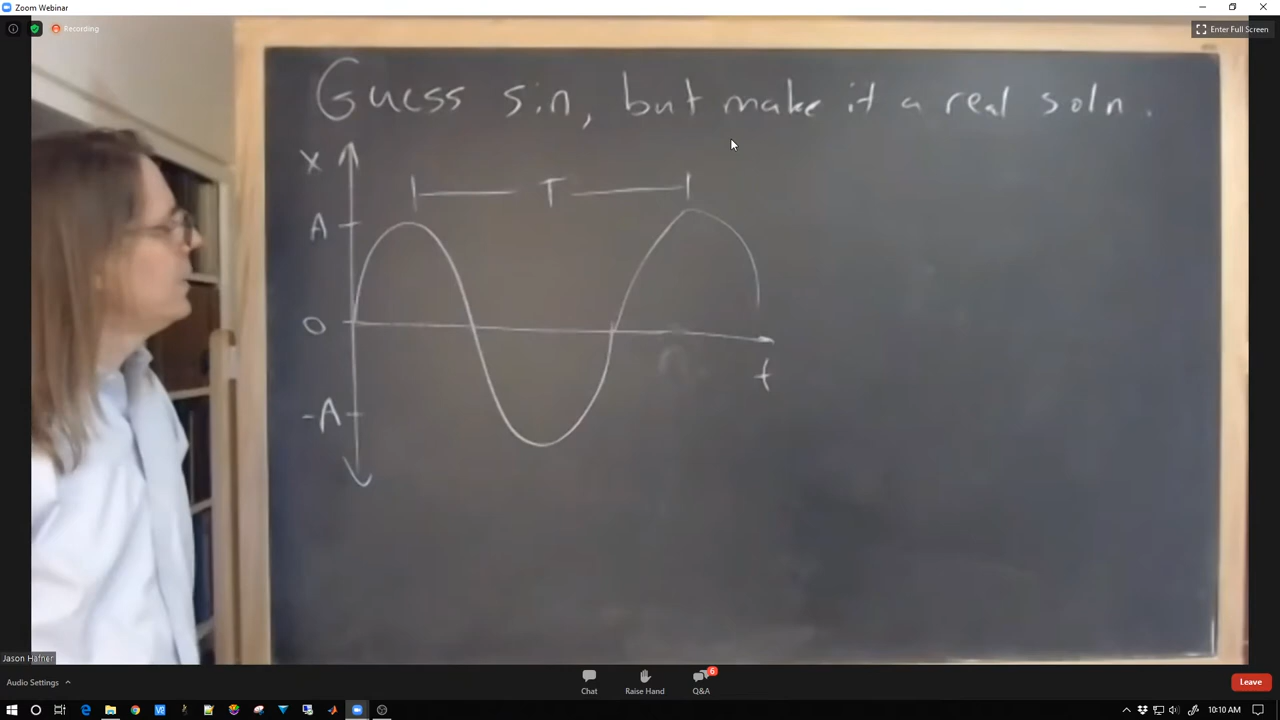 Zoom Webinar
Recording
Enter Full Screen
Guess sin, but make it a real soln.
X
T
A
0
t
-A
Jason Hafner
Audio Settings
Chat
Raise Hand
6
Q&A
Leave
10:10 AM